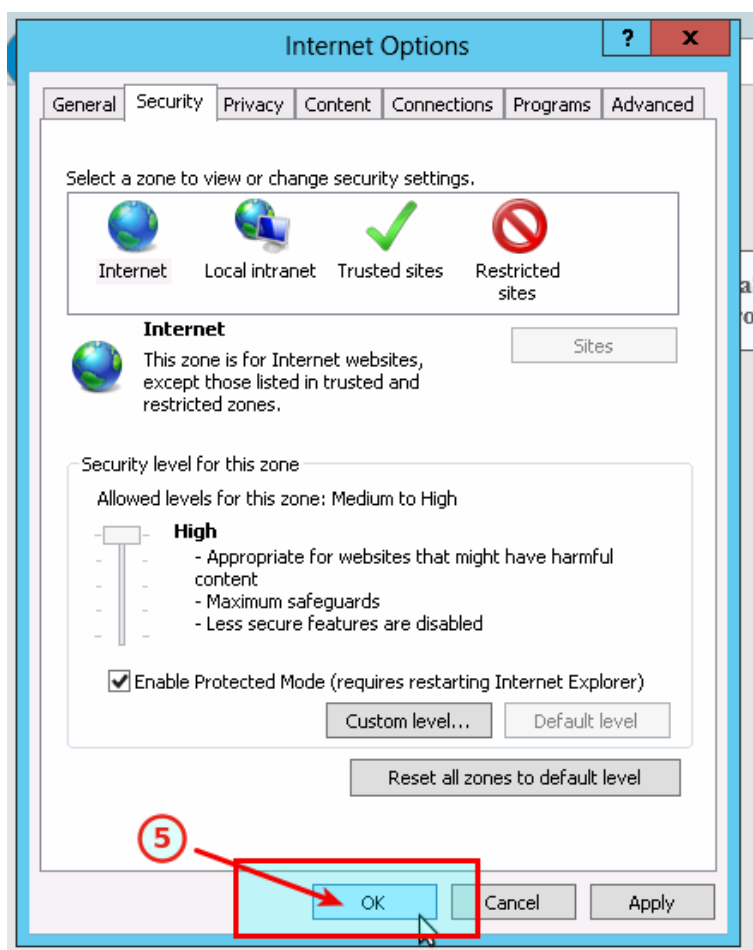 Internet Options
? x
General Security Privacy Content Connections Programs Advanced
Select a zone to view or change security settings.
Internet Local intranet Trusted sites Restricted
sites
Internet
This zone is for Internet websites,
except those listed in trusted and
restricted zones.
Sites
Security level for this zone
Allowed levels for this zone: Medium to High
High
- Appropriate for websites that might have harmful
content
- Maximum safeguards
- Less secure features are disabled
Enable Protected Mode (requires restarting Internet Explorer)
Custom level... Default level
Reset all zones to default level
5
OK Cancel Apply